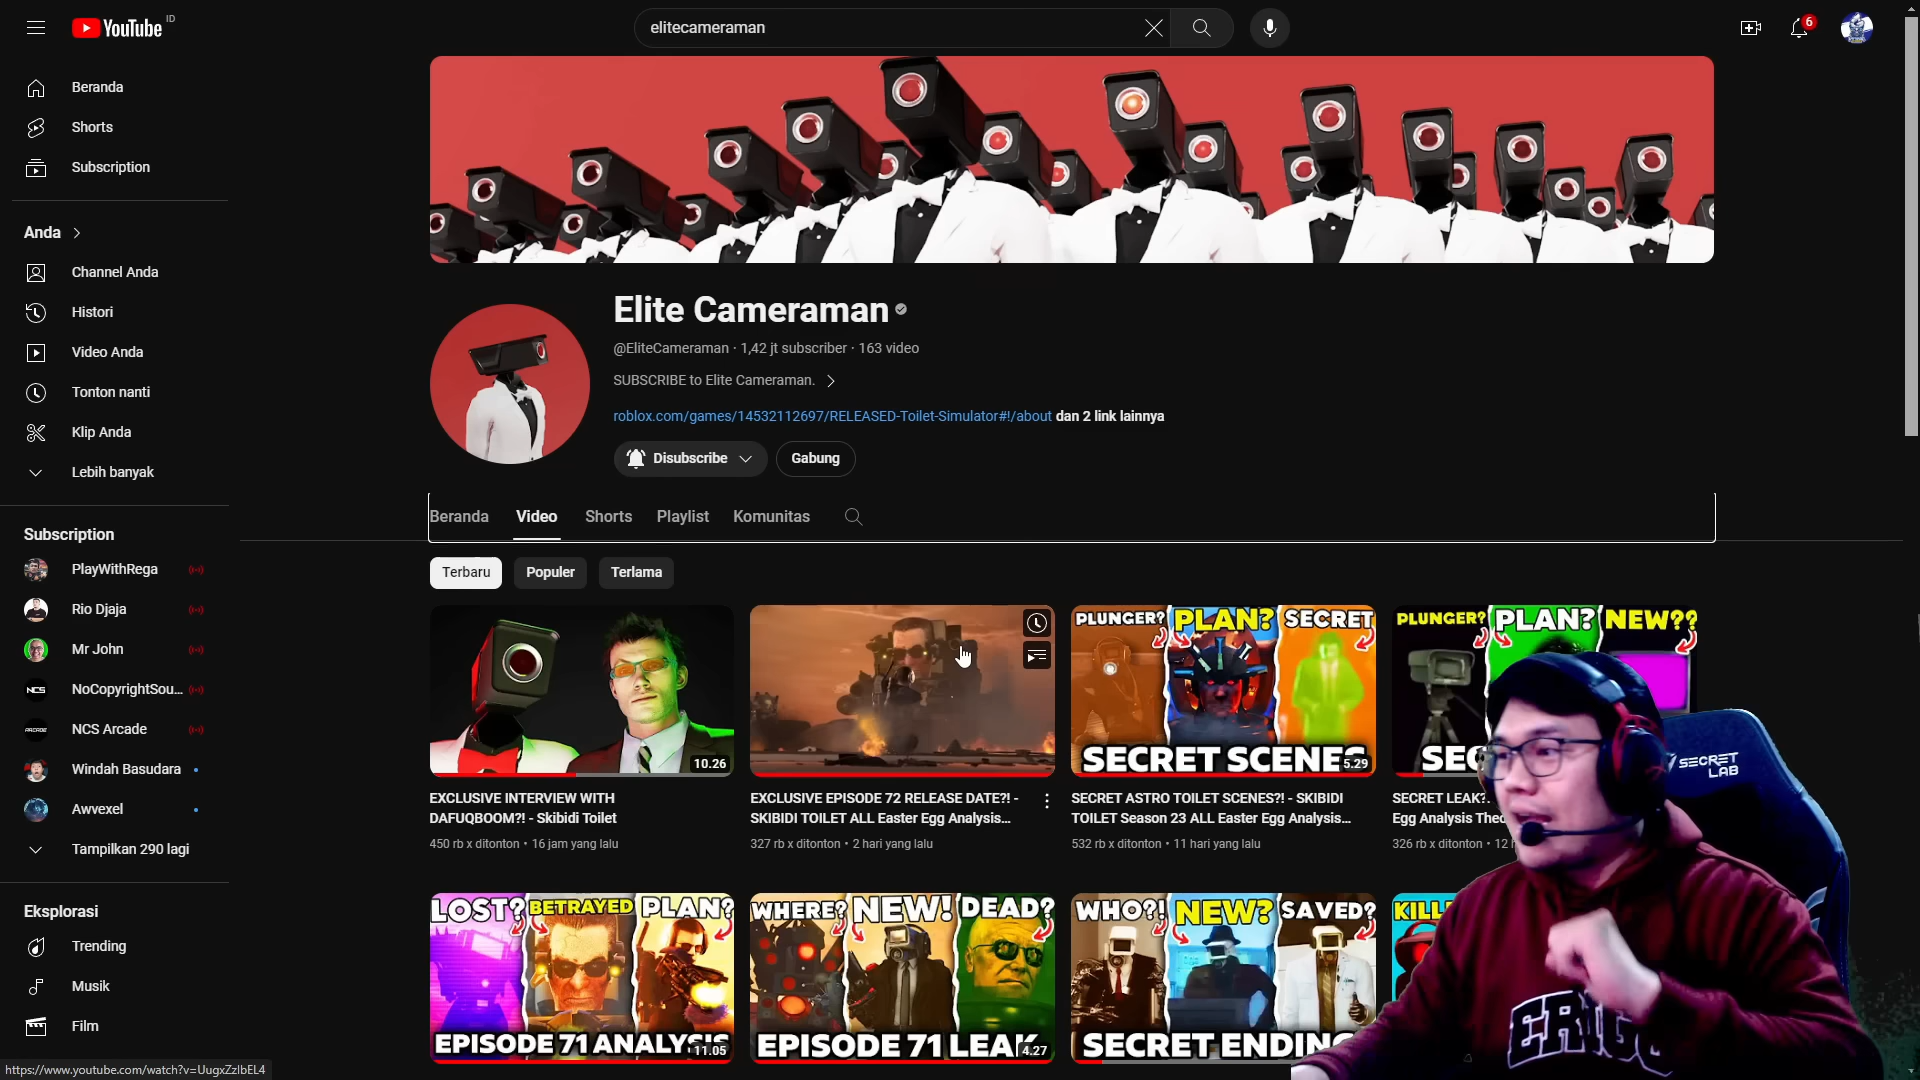 YouTube ID
elitecameraman
6
Beranda
Shorts
Subscription
Anda
Channel Anda
Histori
Video Anda
Tonton nanti
Klip Anda
Lebih banyak
Subscription
PlayWithRega
Rio Djaja
Mr John
NCS
NoCopyrightSou...
ARCADE
NCS Arcade
Windah Basudara
Awvexel
Tampilkan 290 lagi
Eksplorasi
Trending
Musik
Film
https://www.youtube.com/watch?v=UugxZzlbEL4
Elite Cameraman
@EliteCameraman · 1,42 jt subscriber · 163 video
SUBSCRIBE to Elite Cameraman.
roblox.com/games/14532112697/RELEASED-Toilet-Simulator#!/about dan 2 link lainnya
Disubscribe
Gabung
Beranda Video Shorts Playlist Komunitas
Terbaru Populer Terlama
10.26
EXCLUSIVE INTERVIEW WITH
DAFUQBOOM?! - Skibidi Toilet
450 rb x ditonton • 16 jam yang lalu
EXCLUSIVE EPISODE 72 RELEASE DATE?! -
SKIBIDI TOILET ALL Easter Egg Analysis...
327 rb x ditonton • 2 hari yang lalu
PLUNGER? PLAN? SECRET
SECRET SCENES
5.29
SECRET ASTRO TOILET SCENES?! - SKIBIDI
TOILET Season 23 ALL Easter Egg Analysis...
532 rb x ditonton • 11 hari yang lalu
PLUNGER? PLAN? NEW??
SEC
SECRET LEAK?
Egg Analysis Theo
326 rb x ditonton • 12 h
LOST? BETRAYED PLAN?
EPISODE 71 ANALYSIS
11.05
WHERE? NEW! DEAD?
EPISODE 71 LEAK
4.27
WHO?! NEW? SAVED?
SECRET ENDING
KILL
SECRET
LAB